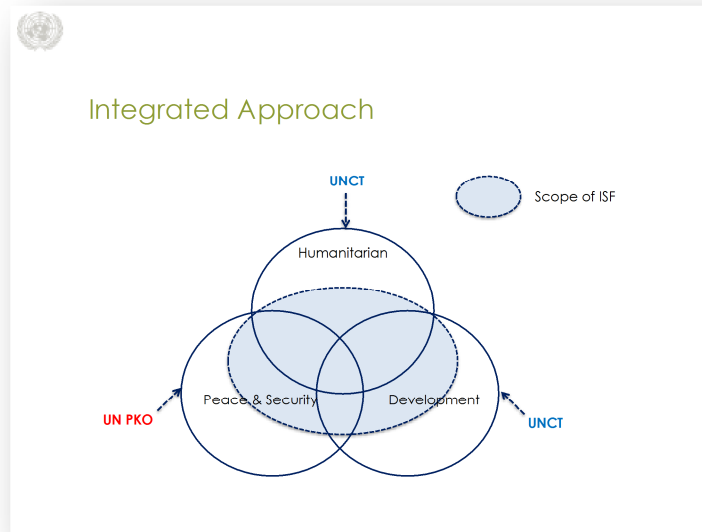 Integrated Approach
UNCT
Scope of ISF
Humanitarian
Peace & Security
Development
UN PKO
UNCT